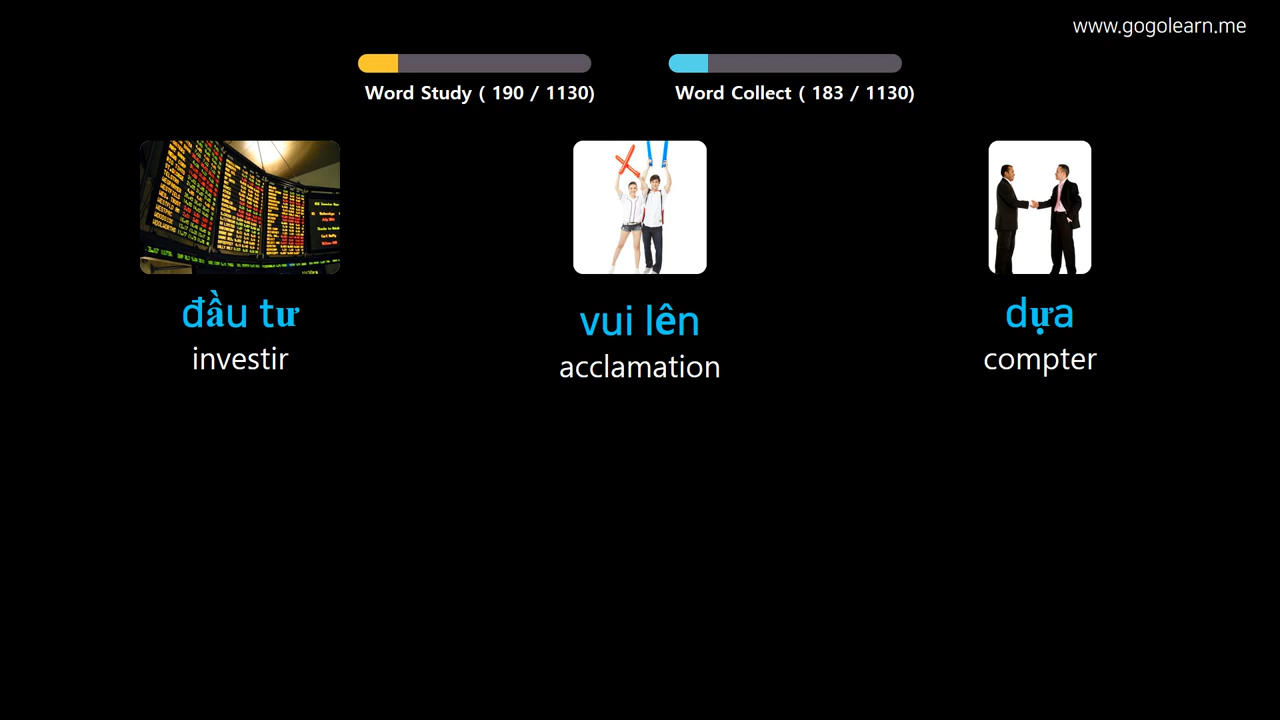 www.gogolearn.me
Word Study ( 190 / 1130)
Word Collect ( 183 / 1130)
đầu tư
investir
vui lên
acclamation
dựa
compter